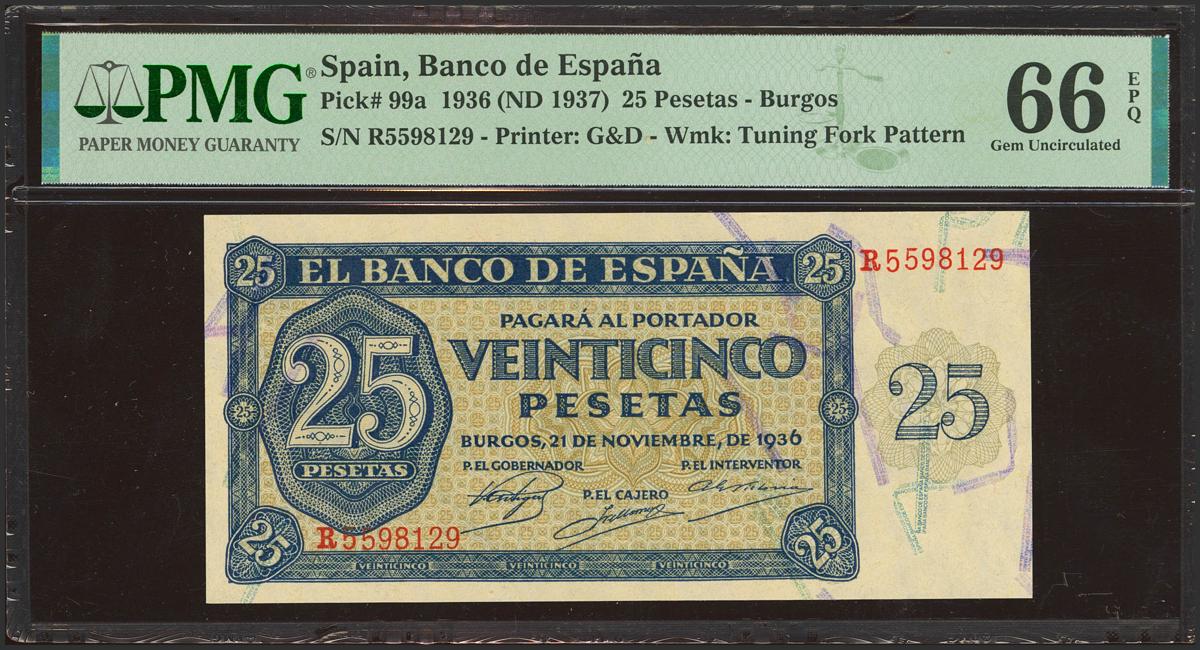 PMG®
PAPER MONEY GUARANTY
Spain, Banco de España
Pick# 99a 1936 (ND 1937) 25 Pesetas - Burgos
S/N R5598129 - Printer: G&D - Wmk: Tuning Fork Pattern
66
EPQ
Gem Uncirculated
25 EL BANCO DE ESPAÑA 25
R5598129
PAGARÁ AL PORTADOR
VEINTICINCO
PESETAS
25
PESETAS
25
25
25
BURGOS, 21 DE NOVIEMBRE, DE 1936
P. EL GOBERNADOR
P. EL INTERVENTOR
P. EL CAJERO
R5598129
25
VEINTICINCO VEINTICINCO VEINTICINCO
25